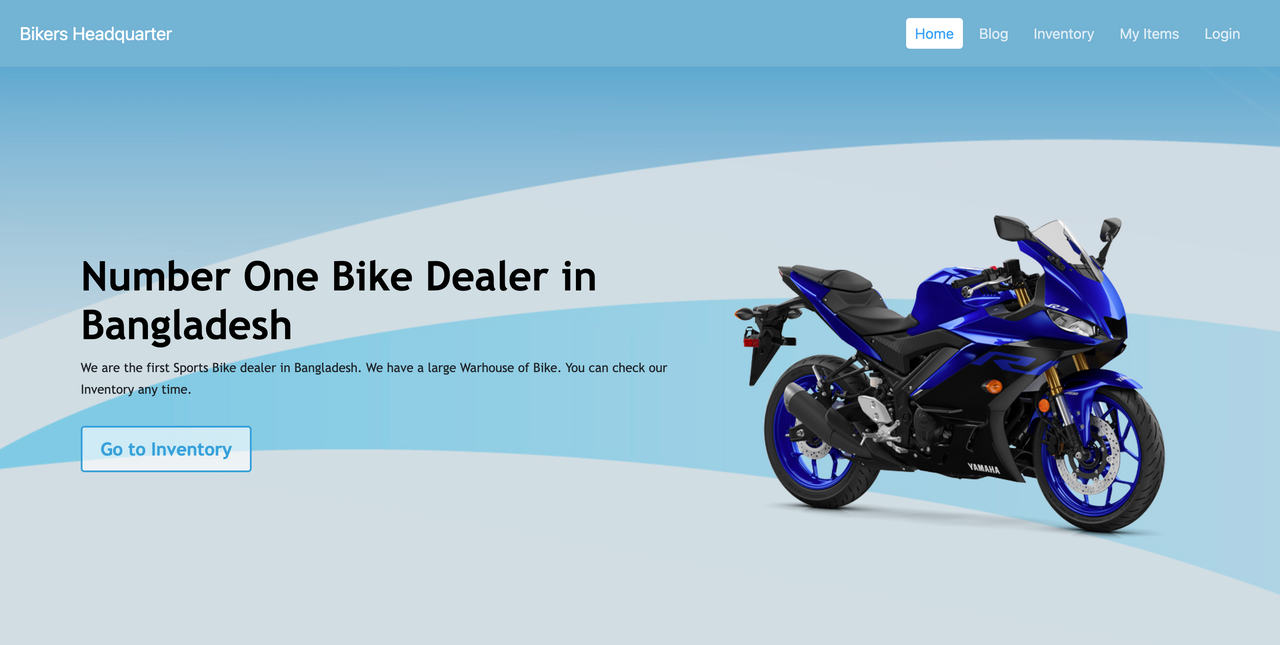 Bikers Headquarter
Home Blog Inventory My Items Login
Number One Bike Dealer in
Bangladesh
We are the first Sports Bike dealer in Bangladesh. We have a large Warhouse of Bike. You can check our
Inventory any time.
Go to Inventory
R3
YAMAHA